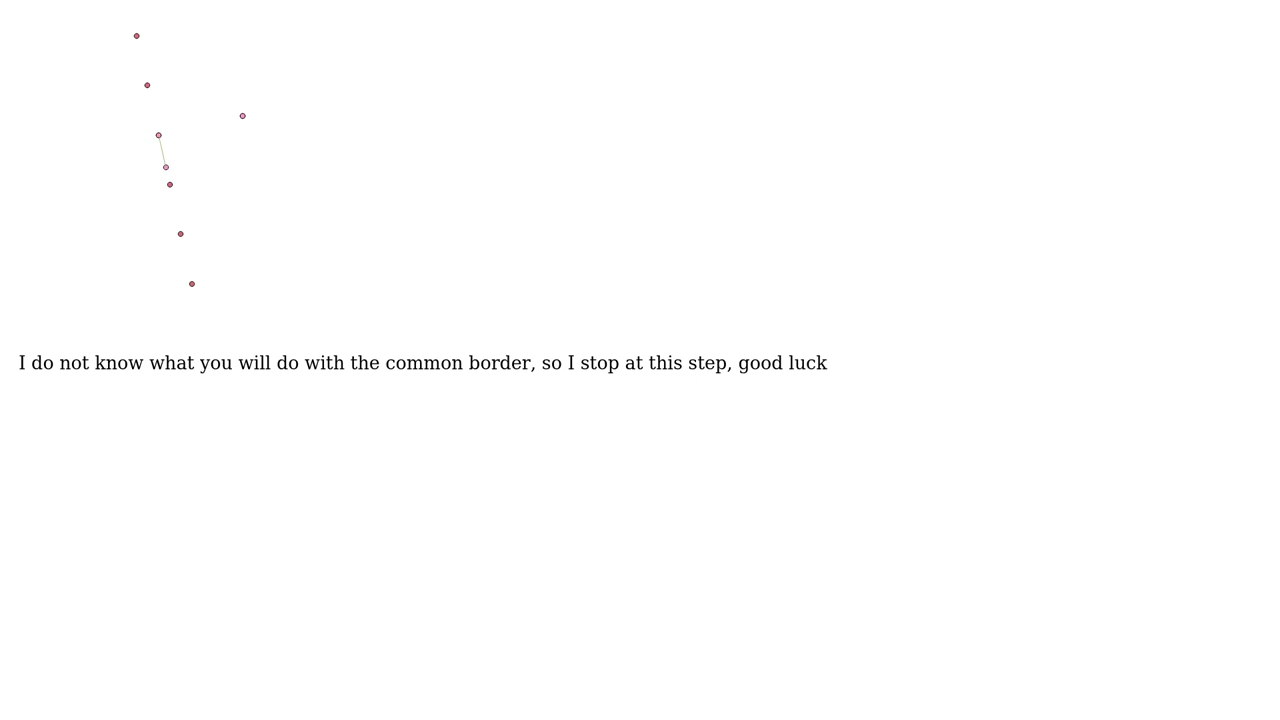 I do not know what you will do with the common border, so I stop at this step, good luck